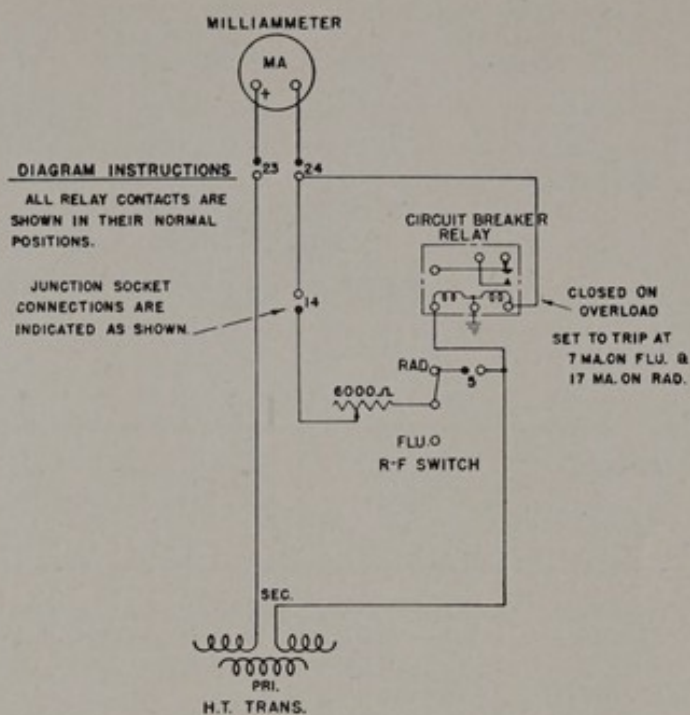 MILLIAMMETER
MA
+
DIAGRAM INSTRUCTIONS
23
24
ALL RELAY CONTACTS ARE
SHOWN IN THEIR NORMAL
POSITIONS.
CIRCUIT BREAKER
RELAY
JUNCTION SOCKET
CONNECTIONS ARE
INDICATED AS SHOWN
14
CLOSED ON
OVERLOAD
SET TO TRIP AT
7 MA. ON FLU. &
17 MA. ON RAD.
RAD.
5
6000Ω
FLU.
R-F SWITCH
SEC.
PRI.
H.T. TRANS.